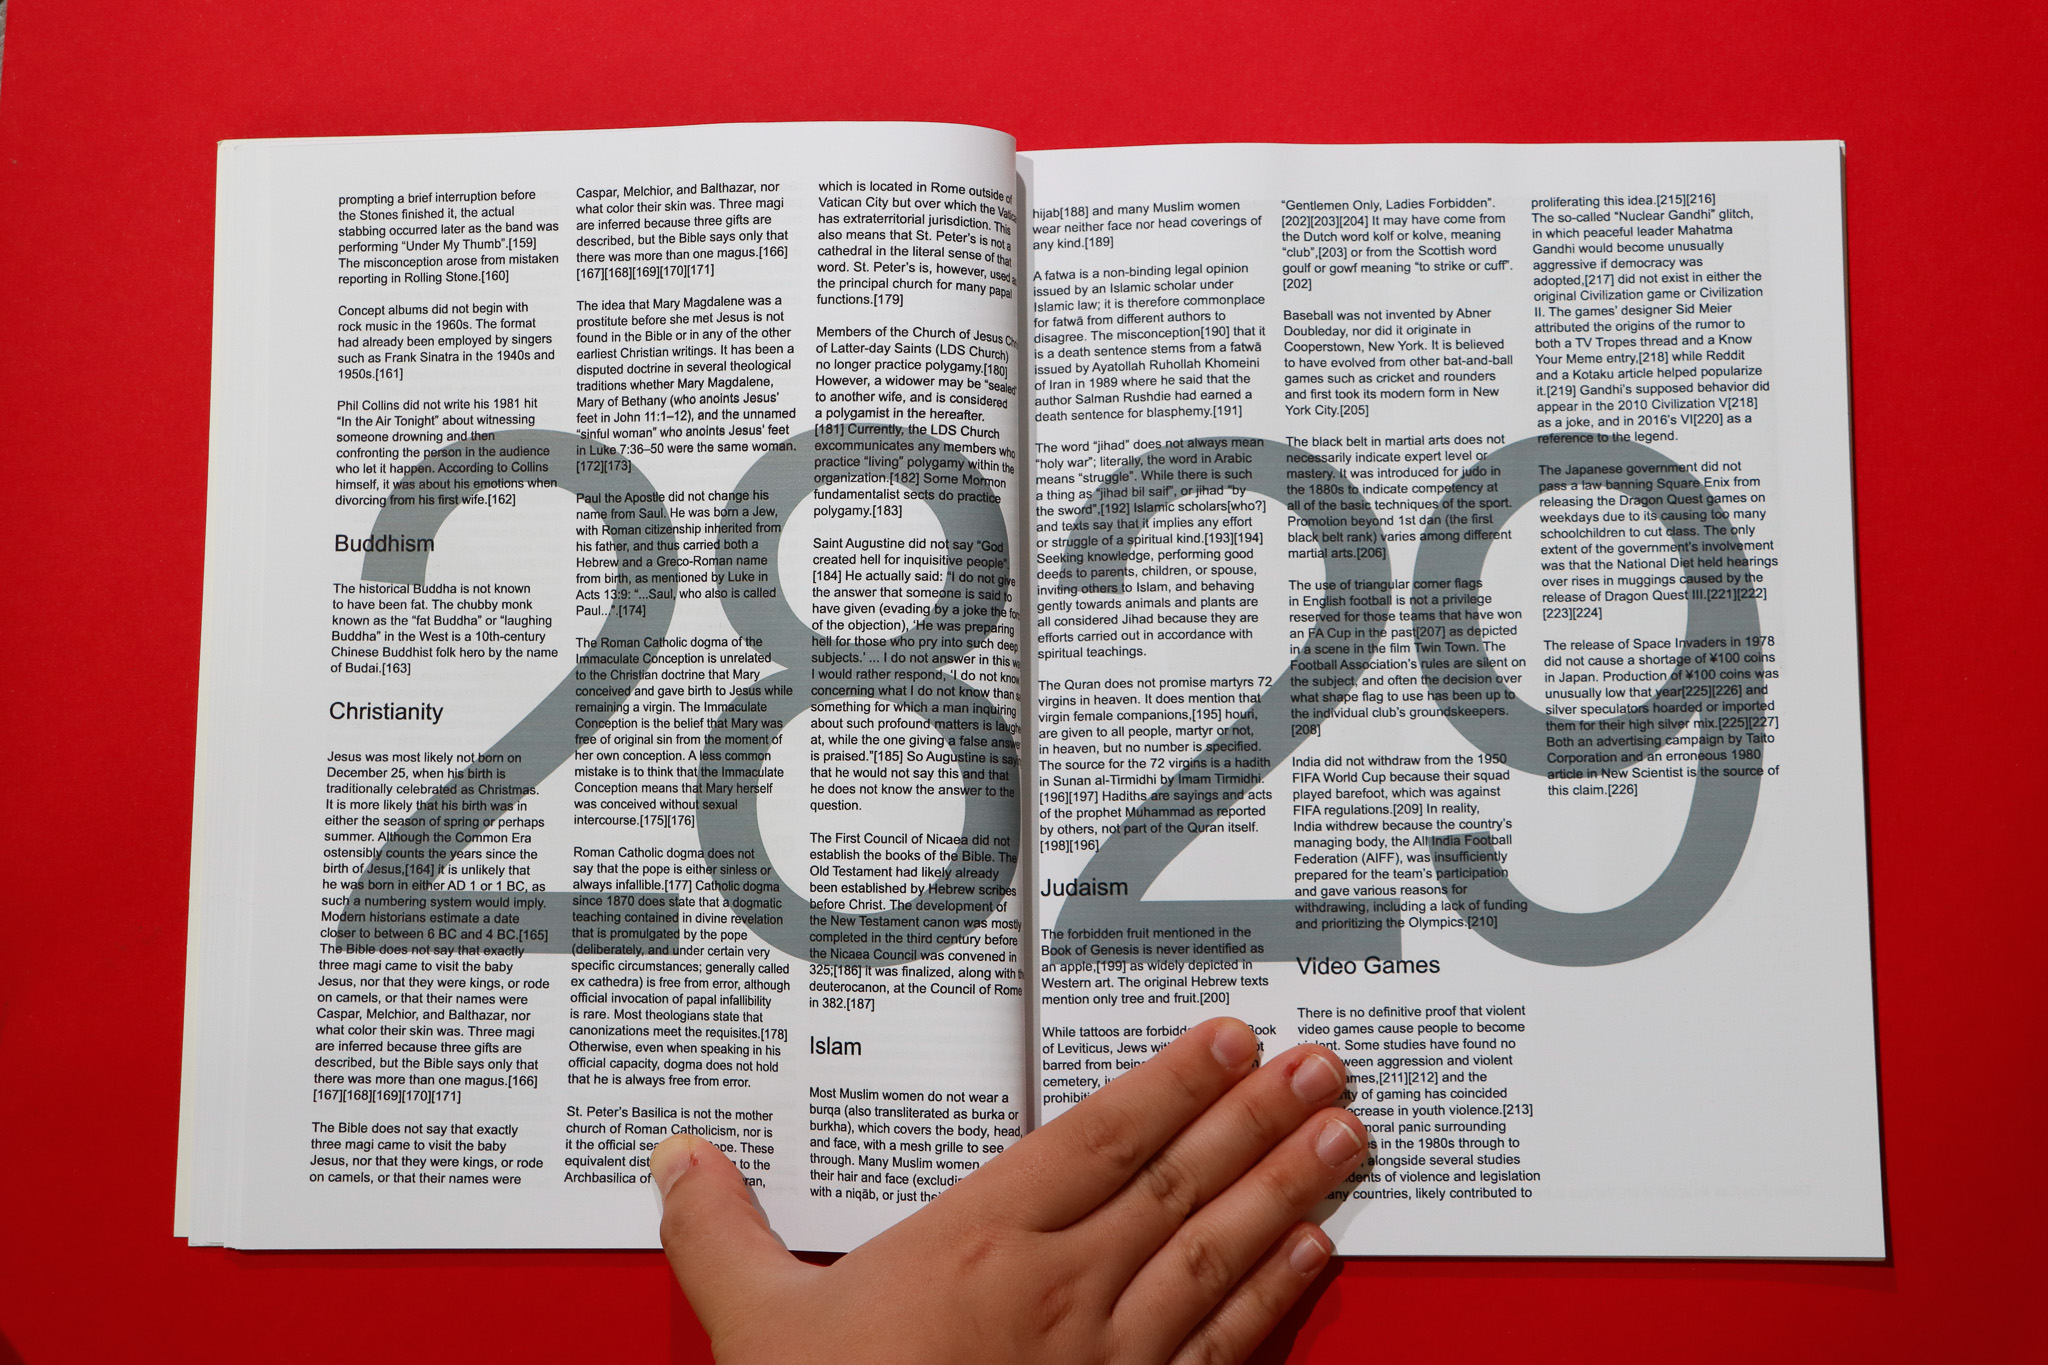 prompting a brief interruption before
the Stones finished it, the actual
stabbing occurred later as the band was
performing “Under My Thumb”.[159]
The misconception arose from mistaken
reporting in Rolling Stone.[160]
Concept albums did not begin with
rock music in the 1960s. The format
had already been employed by singers
such as Frank Sinatra in the 1940s and
1950s.[161]
Phil Collins did not write his 1981 hit
“In the Air Tonight” about witnessing
someone drowning and then
confronting the person in the audience
who let it happen. According to Collins
himself, it was about his emotions when
divorcing from his first wife.[162]
Buddhism
The historical Buddha is not known
to have been fat. The chubby monk
known as the “fat Buddha” or “laughing
Buddha” in the West is a 10th-century
Chinese Buddhist folk hero by the name
of Budai.[163]
Christianity
Jesus was most likely not born on
December 25, when his birth is
traditionally celebrated as Christmas.
It is more likely that his birth was in
either the season of spring or perhaps
summer. Although the Common Era
ostensibly counts the years since the
birth of Jesus,[164] it is unlikely that
he was born in either AD 1 or 1 BC, as
such a numbering system would imply.
Modern historians estimate a date
closer to between 6 BC and 4 BC.[165]
The Bible does not say that exactly
three magi came to visit the baby
Jesus, nor that they were kings, or rode
on camels, or that their names were
Caspar, Melchior, and Balthazar, nor
what color their skin was. Three magi
are inferred because three gifts are
described, but the Bible says only that
there was more than one magus.[166]
[167][168][169][170][171]
The Bible does not say that exactly
three magi came to visit the baby
Jesus, nor that they were kings, or rode
on camels, or that their names were
Caspar, Melchior, and Balthazar, nor
what color their skin was. Three magi
are inferred because three gifts are
described, but the Bible says only that
there was more than one magus.[166]
[167][168][169][170][171]
The idea that Mary Magdalene was a
prostitute before she met Jesus is not
found in the Bible or in any of the other
earliest Christian writings. It has been a
disputed doctrine in several theological
traditions whether Mary Magdalene,
Mary of Bethany (who anoints Jesus’
feet in John 11:1–12), and the unnamed
“sinful woman” who anoints Jesus’ feet
in Luke 7:36–50 were the same woman.
[172][173]
Paul the Apostle did not change his
name from Saul. He was born a Jew,
with Roman citizenship inherited from
his father, and thus carried both a
Hebrew and a Greco-Roman name
from birth, as mentioned by Luke in
Acts 13:9: “...Saul, who also is called
Paul...”.[174]
The Roman Catholic dogma of the
Immaculate Conception is unrelated
to the Christian doctrine that Mary
conceived and gave birth to Jesus while
remaining a virgin. The Immaculate
Conception is the belief that Mary was
free of original sin from the moment of
her own conception. A less common
mistake is to think that the Immaculate
Conception means that Mary herself
was conceived without sexual
intercourse.[175][176]
Roman Catholic dogma does not
say that the pope is either sinless or
always infallible.[177] Catholic dogma
since 1870 does state that a dogmatic
teaching contained in divine revelation
that is promulgated by the pope
(deliberately, and under certain very
specific circumstances; generally called
ex cathedra) is free from error, although
official invocation of papal infallibility
is rare. Most theologians state that
canonizations meet the requisites.[178]
Otherwise, even when speaking in his
official capacity, dogma does not hold
that he is always free from error.
St. Peter’s Basilica is not the mother
church of Roman Catholicism, nor is
it the official These
equivalent to the
Archbasilica of
which is located in Rome outside of
Vatican City but over which the
has extraterritorial jurisdiction. This
also means that St. Peter’s is not a
cathedral in the literal sense of that
word. St. Peter’s is, however, used as
the principal church for many papal
functions.[179]
Members of the Church of Jesus
of Latter-day Saints (LDS Church)
no longer practice polygamy.[180]
However, a widower may be “sealed”
to another wife, and is considered
a polygamist in the hereafter.
[181] Currently, the LDS Church
excommunicates any members who
practice “living” polygamy within the
organization.[182] Some Mormon
fundamentalist sects do practice
polygamy.[183]
Saint Augustine did not say “God
created hell for inquisitive people”.
[184] He actually said: “I do not give
the answer that someone is said to
have given (evading by a joke the
of the objection), ‘He was preparing
hell for those who pry into such deep
subjects.’ ... I do not answer in this
I would rather respond, ‘I do not know
concerning what I do not know than
something for which a man inquiring
about such profound matters is
at, while the one giving a false
is praised.”[185] So Augustine is
that he would not say this and that
he does not know the answer to the
question.
The First Council of Nicaea did not
establish the books of the Bible. The
Old Testament had likely already
been established by Hebrew scribes
before Christ. The development of
the New Testament canon was mostly
completed in the third century before
the Nicaea Council was convened in
325;[186] it was finalized, along with the
deuterocanon, at the Council of Rome
in 382.[187]
Islam
Most Muslim women do not wear a
burqa (also transliterated as burka or
burkha), which covers the body, head,
and face, with a mesh grille to see
through. Many Muslim women
their hair and face
with a niqāb, or just
28
hijab[188] and many Muslim women
wear neither face nor head coverings of
any kind.[189]
A fatwa is a non-binding legal opinion
issued by an Islamic scholar under
Islamic law; it is therefore commonplace
for fatwā from different authors to
disagree. The misconception[190] that it
is a death sentence stems from a fatwā
issued by Ayatollah Ruhollah Khomeini
of Iran in 1989 where he said that the
author Salman Rushdie had earned a
death sentence for blasphemy.[191]
The word “jihad” does not always mean
“holy war”; literally, the word in Arabic
means “struggle”. While there is such
a thing as “jihad bil saif”, or jihad “by
the sword”,[192] Islamic scholars[who?]
and texts say that it implies any effort
or struggle of a spiritual kind.[193][194]
Seeking knowledge, performing good
deeds to parents, children, or spouse,
inviting others to Islam, and behaving
gently towards animals and plants are
all considered Jihad because they are
efforts carried out in accordance with
spiritual teachings.
The Quran does not promise martyrs 72
virgins in heaven. It does mention that
virgin female companions,[195] houri,
are given to all people, martyr or not,
in heaven, but no number is specified.
The source for the 72 virgins is a hadith
in Sunan al-Tirmidhi by Imam Tirmidhi.
[196][197] Hadiths are sayings and acts
of the prophet Muhammad as reported
by others, not part of the Quran itself.
[198][196]
Judaism
The forbidden fruit mentioned in the
Book of Genesis is never identified as
an apple,[199] as widely depicted in
Western art. The original Hebrew texts
mention only tree and fruit.[200]
While tattoos are Book
of Leviticus, Jews
barred from
cemetery,
“Gentlemen Only, Ladies Forbidden”.
[202][203][204] It may have come from
the Dutch word kolf or kolve, meaning
“club”,[203] or from the Scottish word
goulf or gowf meaning “to strike or cuff”.
[202]
Baseball was not invented by Abner
Doubleday, nor did it originate in
Cooperstown, New York. It is believed
to have evolved from other bat-and-ball
games such as cricket and rounders
and first took its modern form in New
York City.[205]
The black belt in martial arts does not
necessarily indicate expert level or
mastery. It was introduced for judo in
the 1880s to indicate competency at
all of the basic techniques of the sport.
Promotion beyond 1st dan (the first
black belt rank) varies among different
martial arts.[206]
The use of triangular corner flags
in English football is not a privilege
reserved for those teams that have won
an FA Cup in the past[207] as depicted
in a scene in the film Twin Town. The
Football Association’s rules are silent on
the subject, and often the decision over
what shape flag to use has been up to
the individual club’s groundskeepers.
[208]
India did not withdraw from the 1950
FIFA World Cup because their squad
played barefoot, which was against
FIFA regulations.[209] In reality,
India withdrew because the country’s
managing body, the All India Football
Federation (AIFF), was insufficiently
prepared for the team’s participation
and gave various reasons for
withdrawing, including a lack of funding
and prioritizing the Olympics.[210]
Video Games
There is no definitive proof that violent
video games cause people to become
violent. Some studies have found no
aggression and violent
[211][212] and the
of gaming has coincided
in youth violence.[213]
moral panic surrounding
in the 1980s through to
alongside several studies
of violence and legislation
countries, likely contributed to
proliferating this idea.[215][216]
The so-called “Nuclear Gandhi” glitch,
in which peaceful leader Mahatma
Gandhi would become unusually
aggressive if democracy was
adopted,[217] did not exist in either the
original Civilization game or Civilization
II. The games’ designer Sid Meier
attributed the origins of the rumor to
both a TV Tropes thread and a Know
Your Meme entry,[218] while Reddit
and a Kotaku article helped popularize
it.[219] Gandhi’s supposed behavior did
appear in the 2010 Civilization V[218]
as a joke, and in 2016’s VI[220] as a
reference to the legend.
The Japanese government did not
pass a law banning Square Enix from
releasing the Dragon Quest games on
weekdays due to its causing too many
schoolchildren to cut class. The only
extent of the government’s involvement
was that the National Diet held hearings
over rises in muggings caused by the
release of Dragon Quest III.[221][222]
[223][224]
The release of Space Invaders in 1978
did not cause a shortage of ¥100 coins
in Japan. Production of ¥100 coins was
unusually low that year[225][226] and
silver speculators hoarded or imported
them for their high silver mix.[225][227]
Both an advertising campaign by Taito
Corporation and an erroneous 1980
article in New Scientist is the source of
this claim.[226]
29